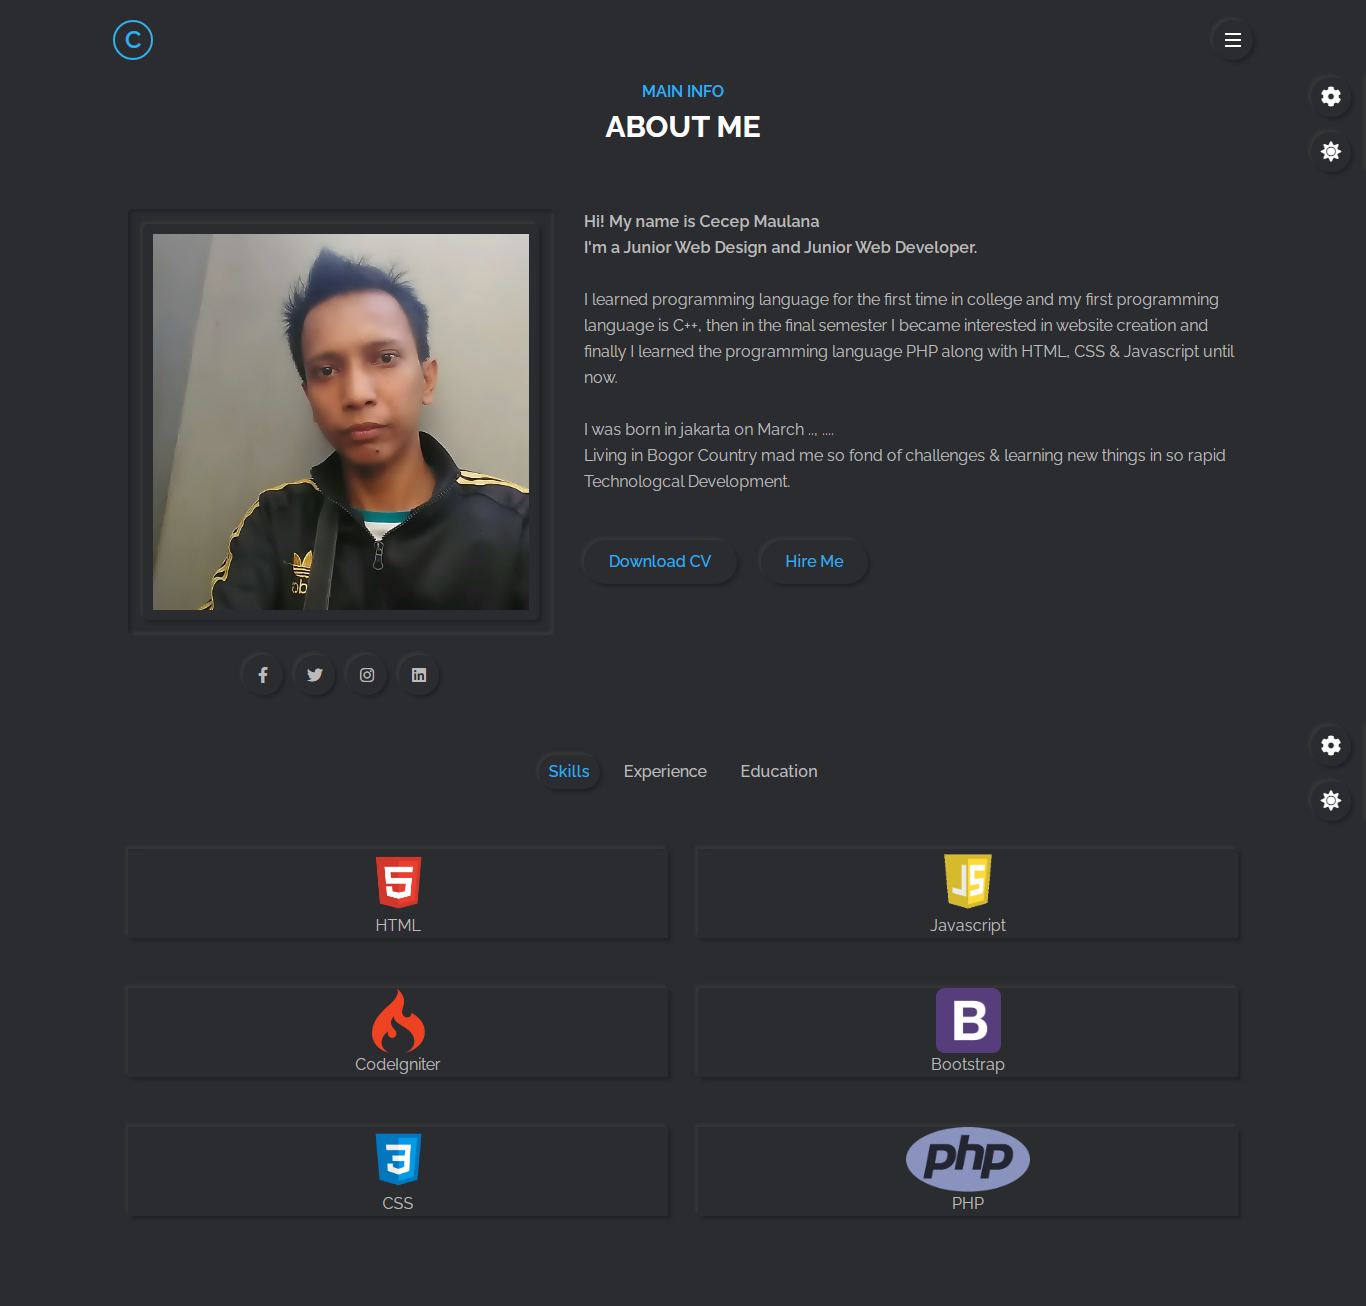 C
MAIN INFO
ABOUT ME
Hi! My name is Cecep Maulana
I'm a Junior Web Design and Junior Web Developer.
I learned programming language for the first time in college and my first programming
language is C++, then in the final semester I became interested in website creation and
finally I learned the programming language PHP along with HTML, CSS & Javascript until
now.
I was born in jakarta on March .., ....
Living in Bogor Country mad me so fond of challenges & learning new things in so rapid
Technologcal Development.
Download CV Hire Me
Skills Experience Education
5
HTML
JS
Javascript
CodeIgniter
B
Bootstrap
3
CSS
php
PHP